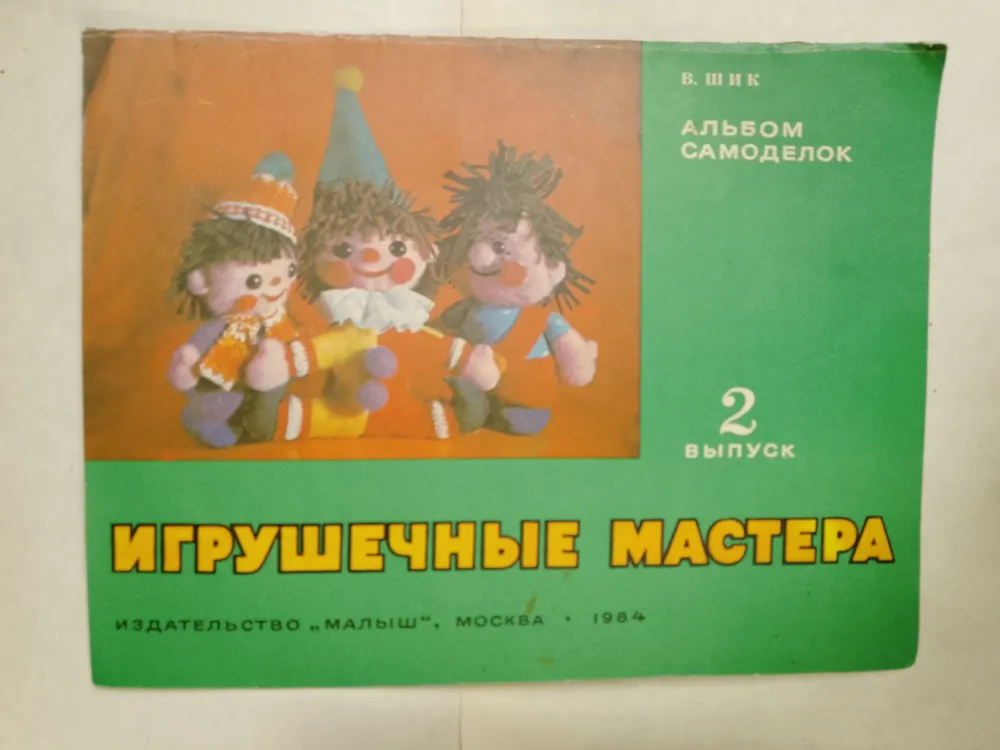 В. ШИК
АЛЬБОМ
САМОДЕЛОК
2
ВЫПУСК
ИГРУШЕЧНЫЕ МАСТЕРА
ИЗДАТЕЛЬСТВО „МАЛЫШ“, МОСКВА • 1984